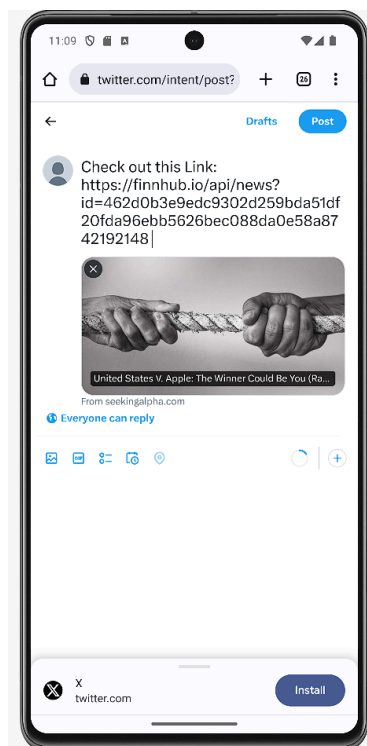 11:09
twitter.com/intent/post?
26
Drafts
Post
Check out this Link:
https://finnhub.io/api/news?
id=462d0b3e9edc9302d259bda51df
20fda96ebb5626bec088da0e58a87
42192148
United States V. Apple: The Winner Could Be You (Ra...
From seekingalpha.com
Everyone can reply
GIF
X
twitter.com
Install